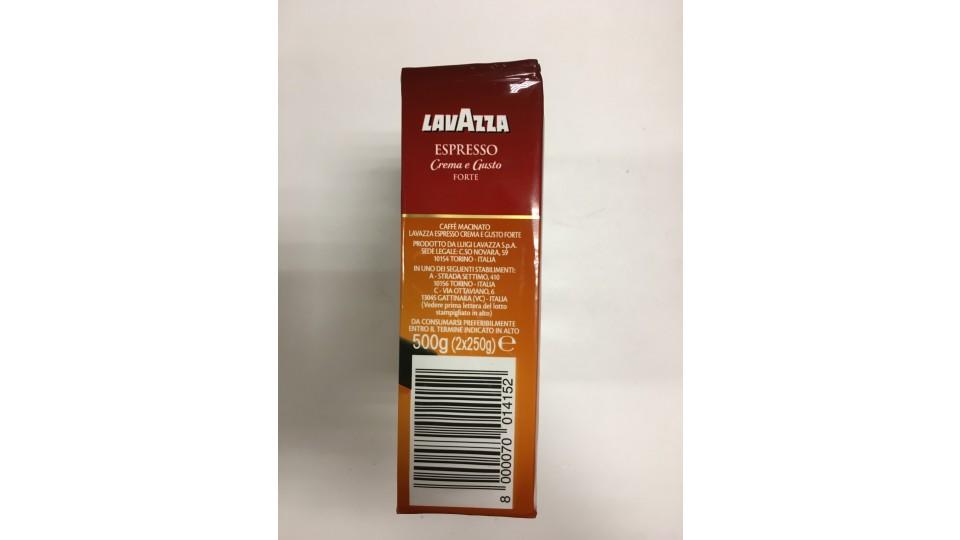 LAVAZZA
ESPRESSO
Crema e Gusto
FORTE
CAFFÈ MACINATO
LAVAZZA ESPRESSO CREMA E GUSTO FORTE
PRODOTTO DA LUIGI LAVAZZA S.p.A.
SEDE LEGALE: C.SO NOVARA, 59
10154 TORINO - ITALIA
IN UNO DEI SEGUENTI STABILIMENTI:
A - STRADA SETTIMO, 410
10156 TORINO - ITALIA
C - VIA OTTAVIANO, 6
13045 GATTINARA (VC) - ITALIA
(Vedere prima lettera del lotto
stampigliato in alto)
DA CONSUMARSI PREFERIBILMENTE
ENTRO IL TERMINE INDICATO IN ALTO
500g (2x250g) ℮
8 000070 014152